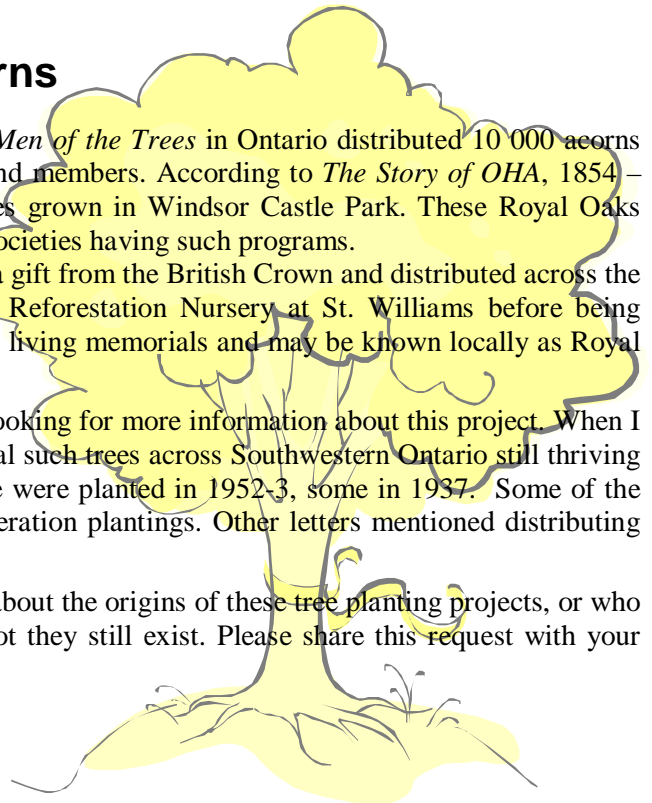 rns
Men of the Trees in Ontario distributed 10 000 acorns
nd members. According to The Story of OHA, 1854 –
es grown in Windsor Castle Park. These Royal Oaks
ocieties having such programs.
a gift from the British Crown and distributed across the
Reforestation Nursery at St. Williams before being
living memorials and may be known locally as Royal
ooking for more information about this project. When I
al such trees across Southwestern Ontario still thriving
e were planted in 1952-3, some in 1937. Some of the
eration plantings. Other letters mentioned distributing
about the origins of these tree planting projects, or who
ot they still exist. Please share this request with your